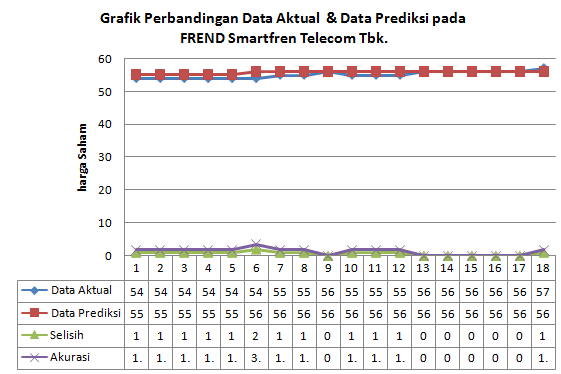 Grafik Perbandingan Data Aktual & Data Prediksi pada
FREND Smartfren Telecom Tbk.
60
50
40
30
20
10
0
harga Saham
1 2 3 4 5 6 7 8 9 10 11 12 13 14 15 16 17 18
Data Aktual 54 54 54 54 54 54 55 55 56 55 55 55 56 56 56 56 56 57
Data Prediksi 55 55 55 55 55 56 56 56 56 56 56 56 56 56 56 56 56 56
Selisih 1 1 1 1 1 2 1 1 0 1 1 1 0 0 0 0 0 1
Akurasi 1. 1. 1. 1. 1. 3. 1. 1. 0 1. 1. 1. 0 0 0 0 0 1.